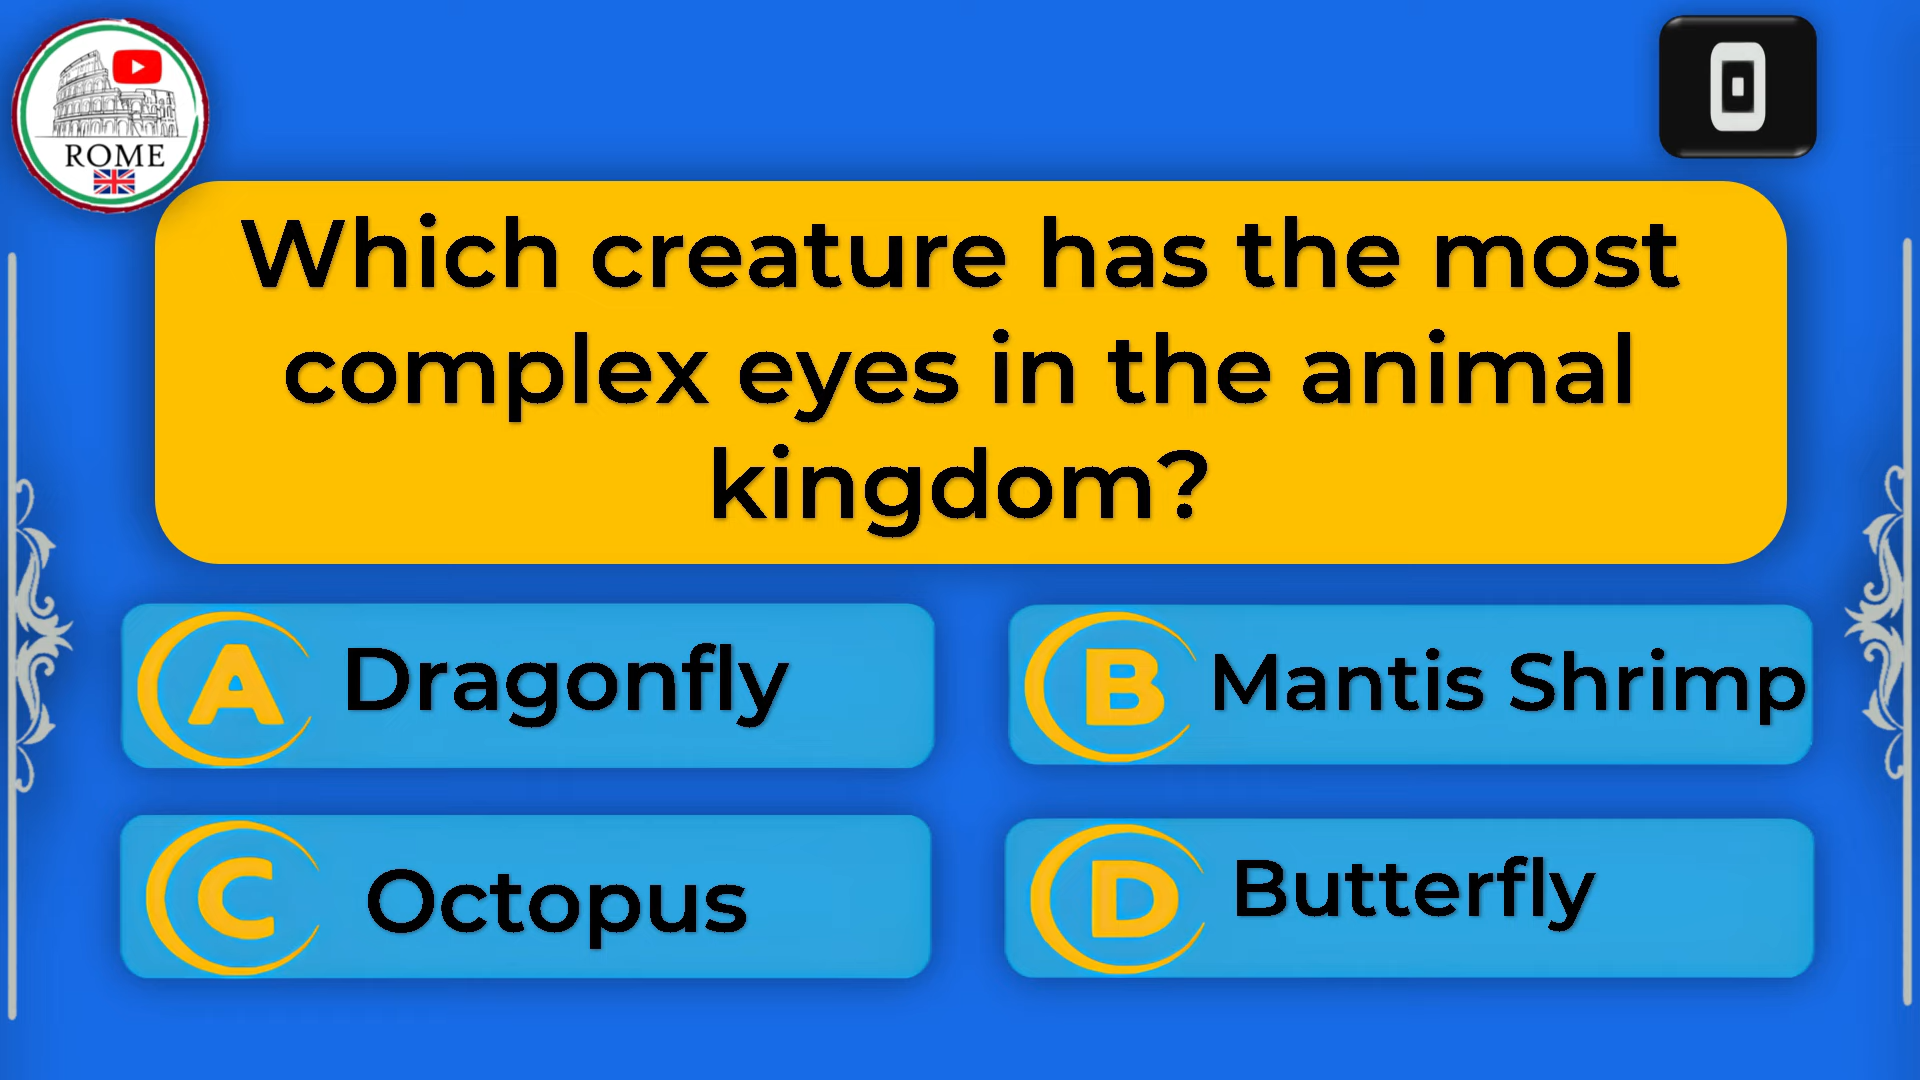 ROME
0
Which creature has the most
complex eyes in the animal
kingdom?
A Dragonfly
B Mantis Shrimp
C Octopus
D Butterfly